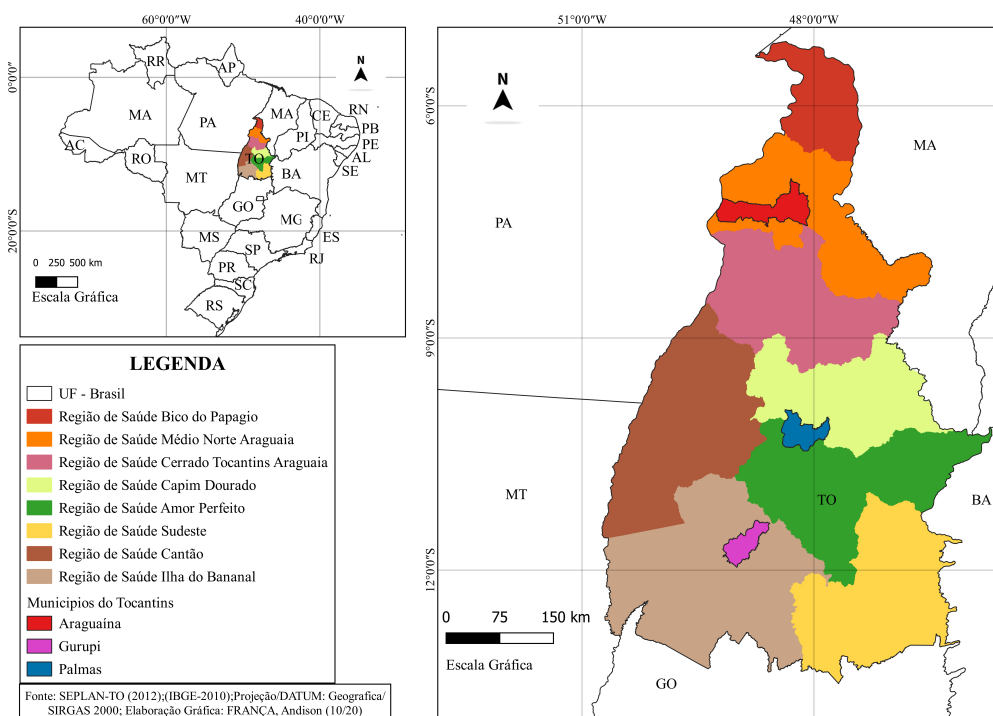 60°0'0"W
40°0'0"W
0°0'0"
20°0'0"S
N
RR
AP
MA
PA
MA
CE
RN
PB
PE
AL
SE
PI
AC
RO
TO
BA
MT
GO
MG
MS
ES
SP
RJ
PR
SC
RS
0 250 500 km
Escala Gráfica
LEGENDA
UF - Brasil
Região de Saúde Bico do Papagio
Região de Saúde Médio Norte Araguaia
Região de Saúde Cerrado Tocantins Araguaia
Região de Saúde Capim Dourado
Região de Saúde Amor Perfeito
Região de Saúde Sudeste
Região de Saúde Cantão
Região de Saúde Ilha do Bananal
Municipios do Tocantins
Araguaína
Gurupi
Palmas
Fonte: SEPLAN-TO (2012);(IBGE-2010);Projeção/DATUM: Geografica/
SIRGAS 2000; Elaboração Gráfica: FRANÇA, Andison (10/20)
51°0'0"W
48°0'0"W
6°0'0"S
9°0'0"S
12°0'0"S
N
MA
PA
MT
TO
BA
GO
0 75 150 km
Escala Gráfica